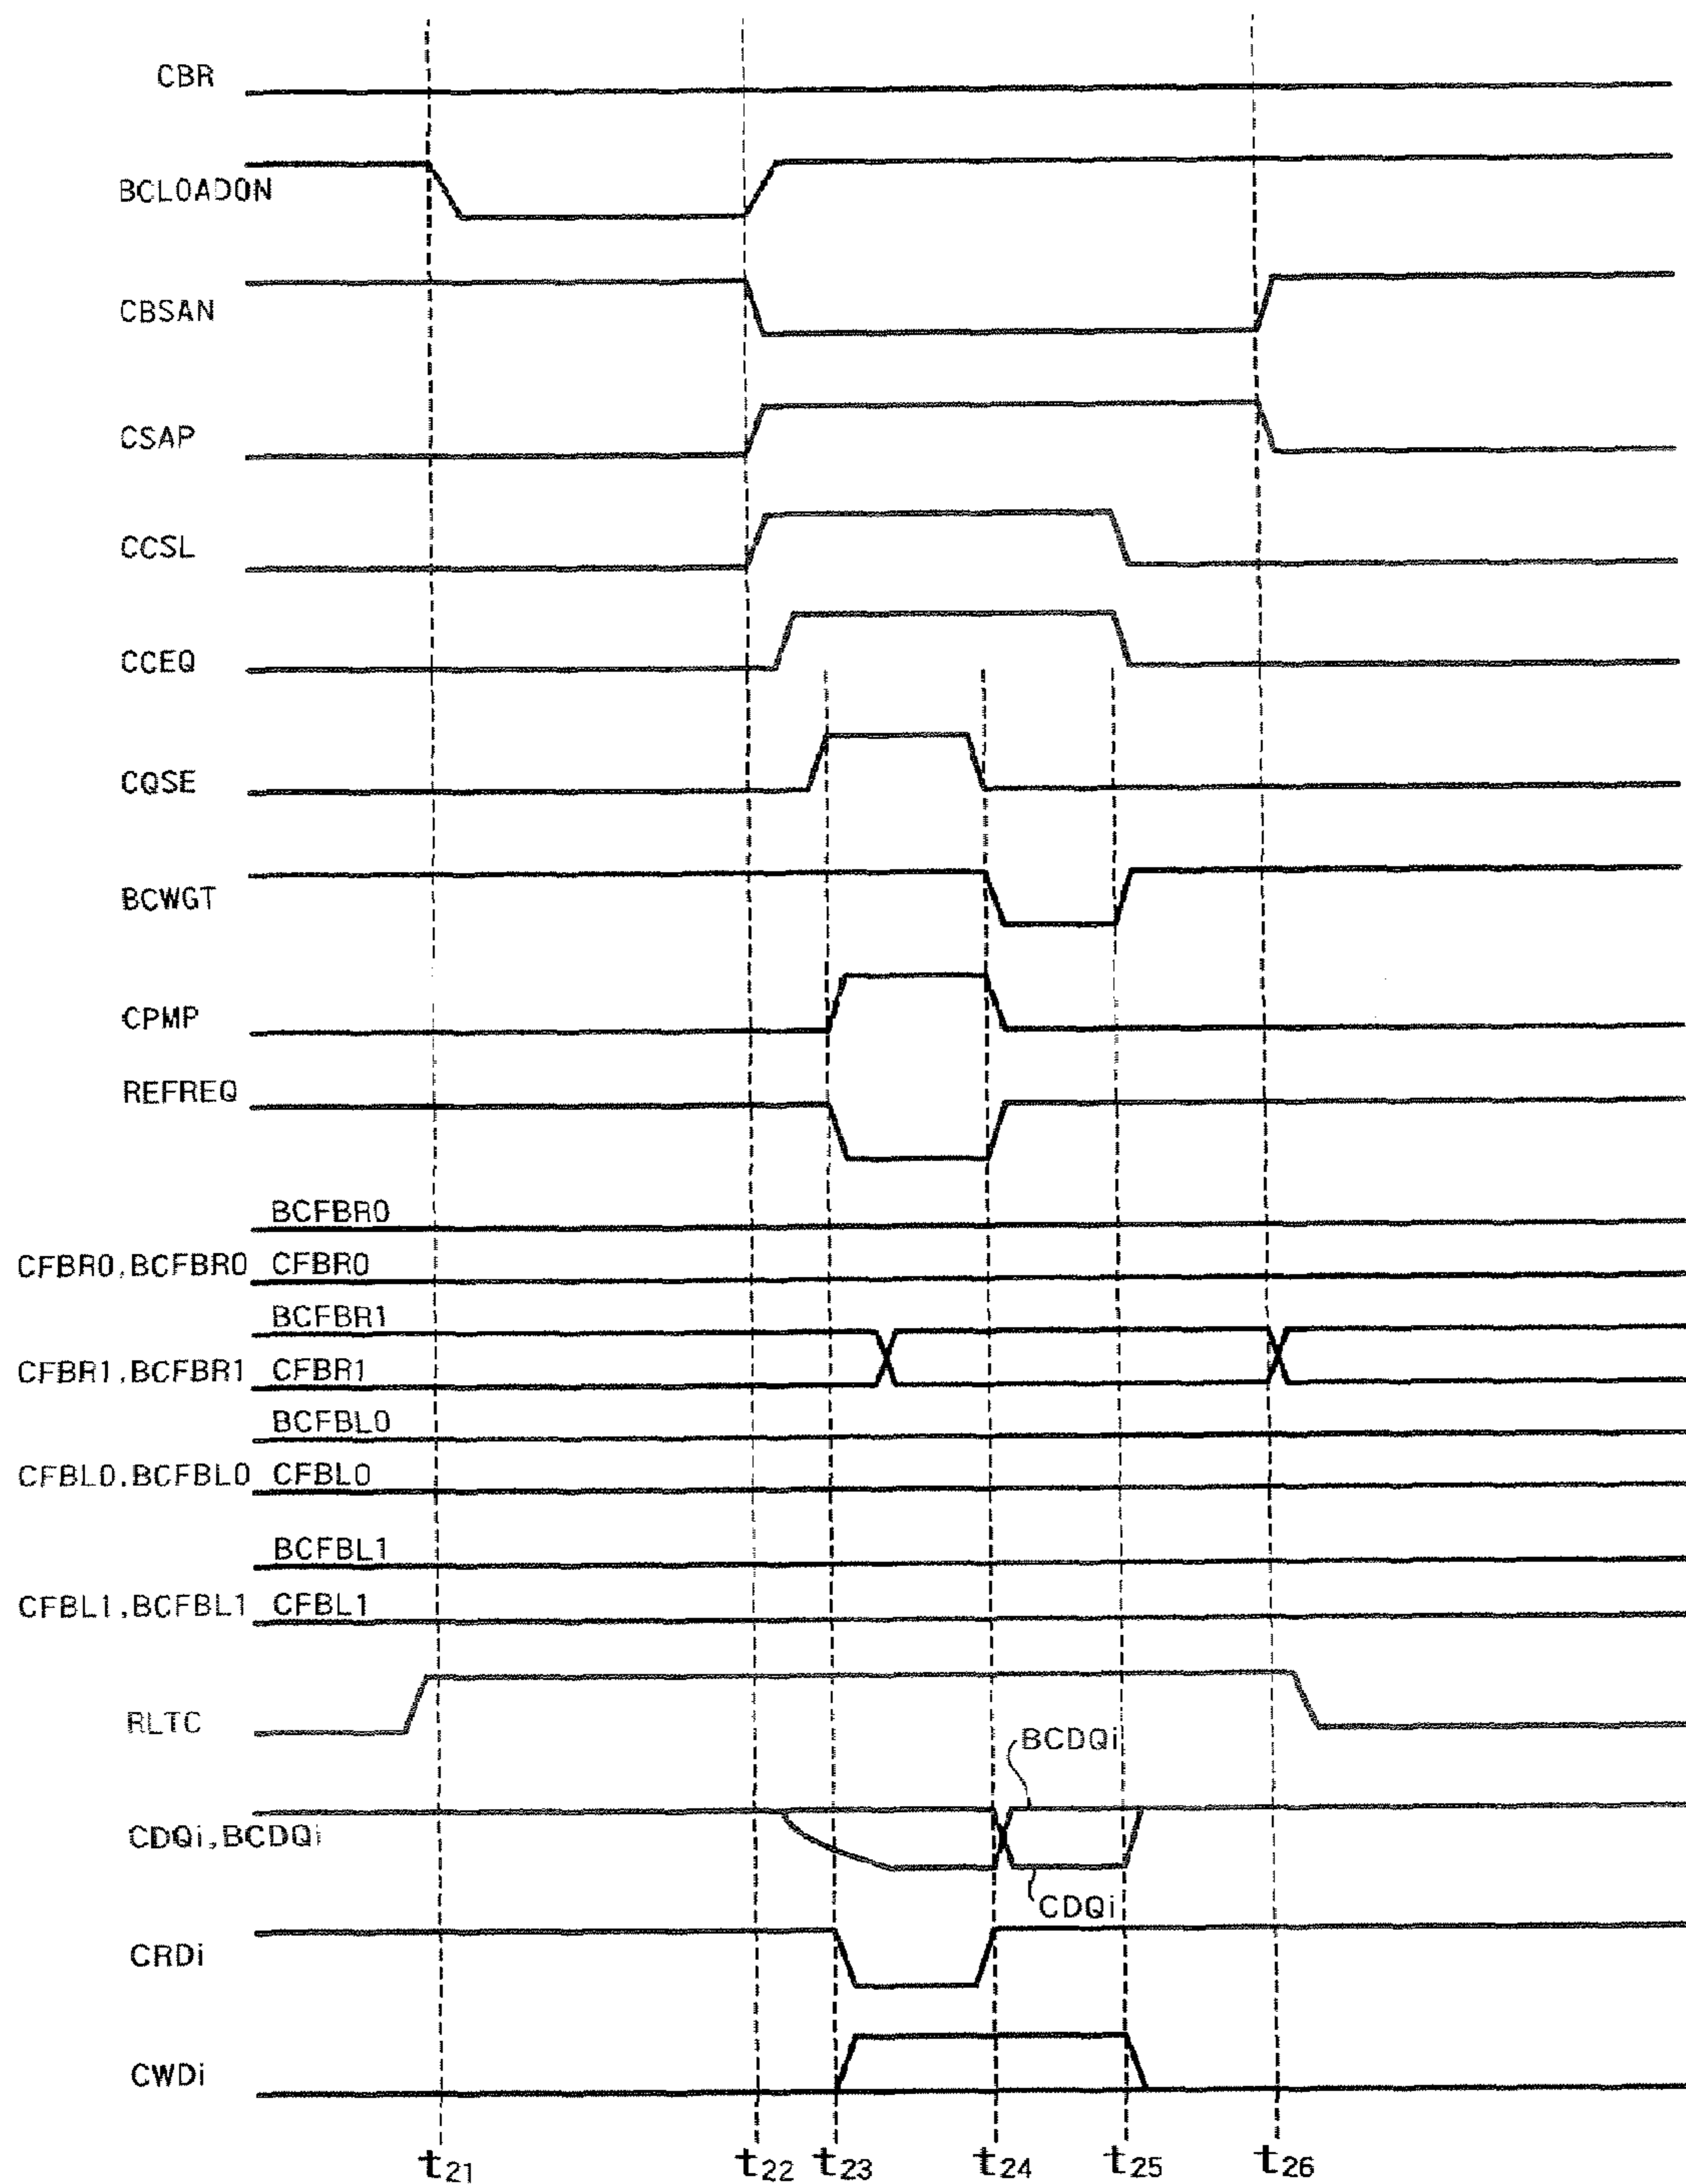 CBR
BCLOADON
CBSAN
CSAP
CCSL
CCEQ
CQSE
BCWGT
CPMP
REFREQ
BCFBR0
CFBR0,BCFBR0 CFBR0
BCFBR1
CFBR1,BCFBR1 CFBR1
BCFBL0
CFBL0,BCFBL0 CFBL0
BCFBL1
CFBL1,BCFBL1 CFBL1
RLTC
BCDQi
CDQi,BCDQi
CDQi
CRDi
CWDi
t21 t22 t23 t24 t25 t26